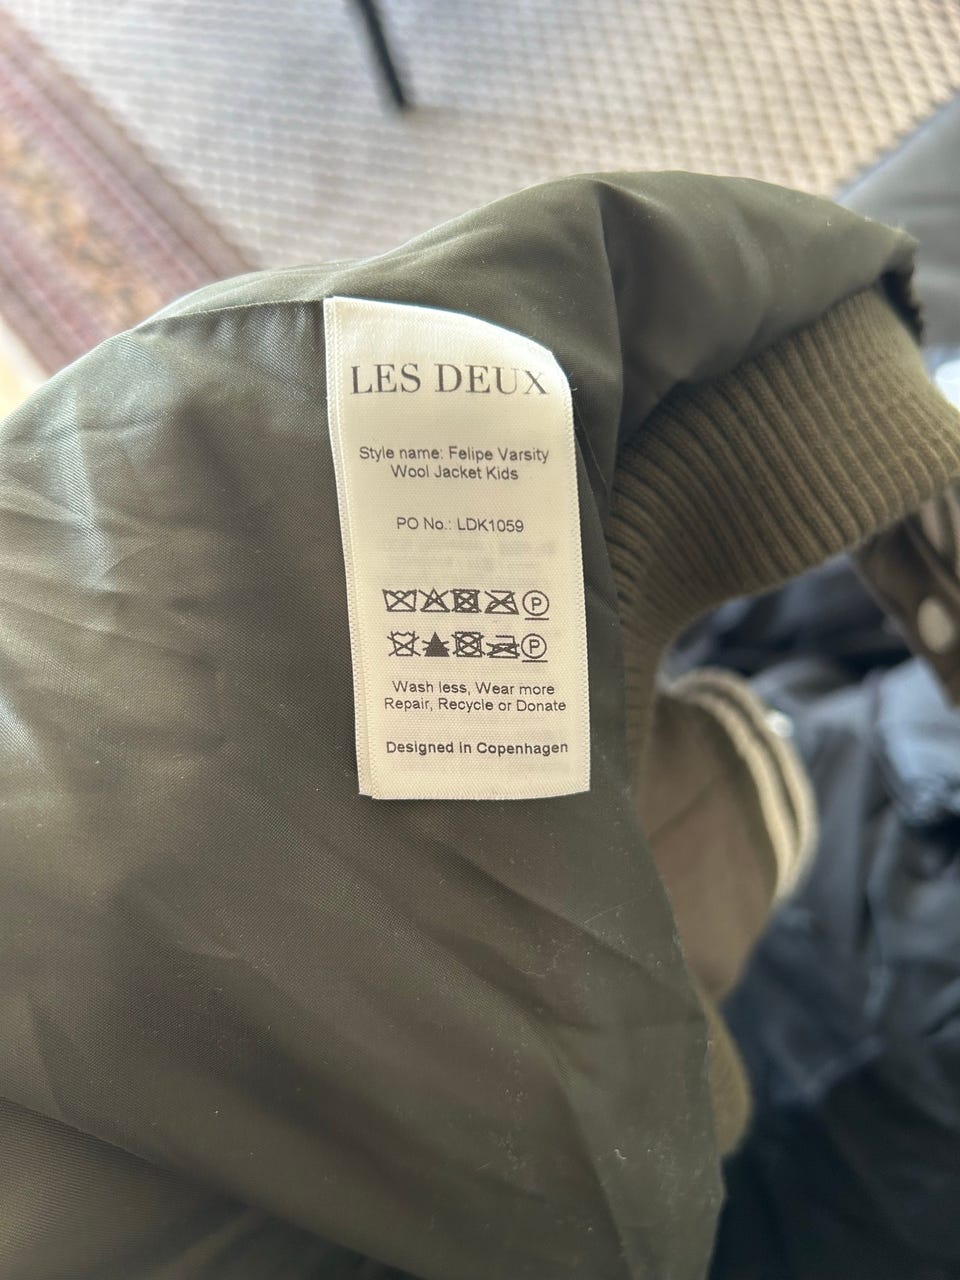 LES DEUX
Style name: Felipe Varsity
Wool Jacket Kids
PO No.: LDK1059
P
P
Wash less, Wear more
Repair, Recycle or Donate
Designed in Copenhagen